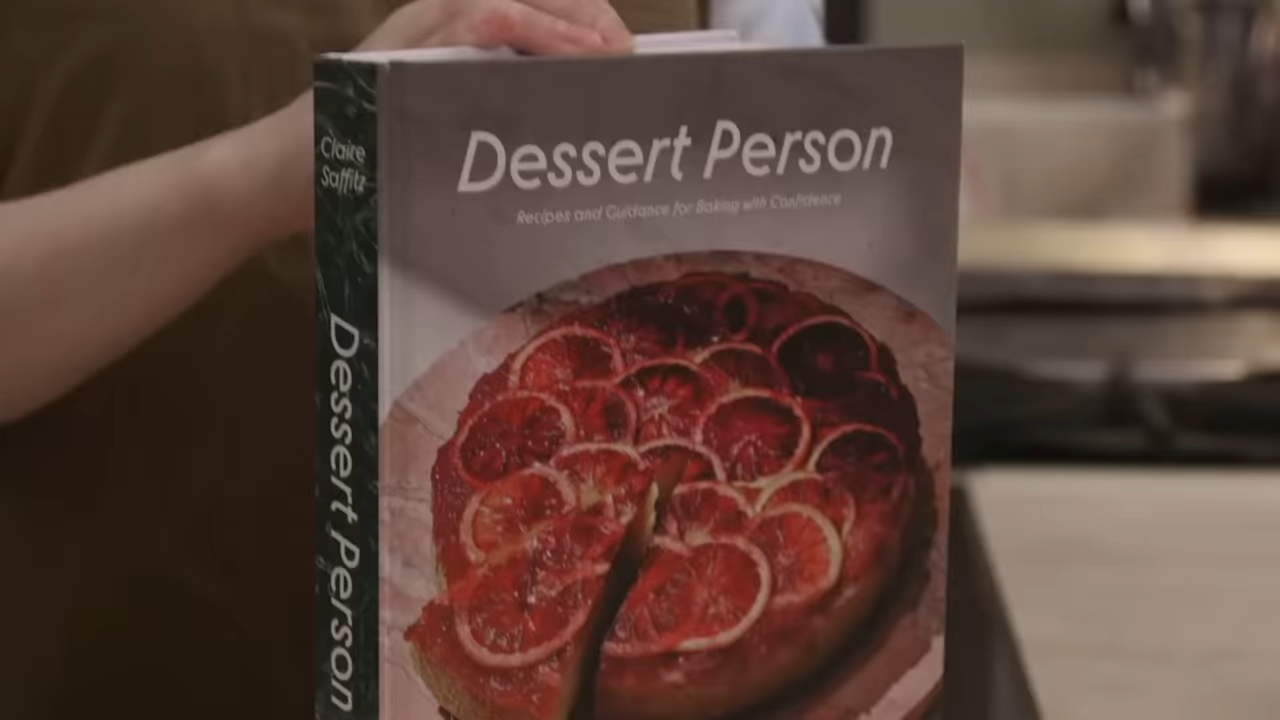 Dessert Person
Recipes and Guidance for Baking with Confidence
Claire
Saffitz
Dessert Person